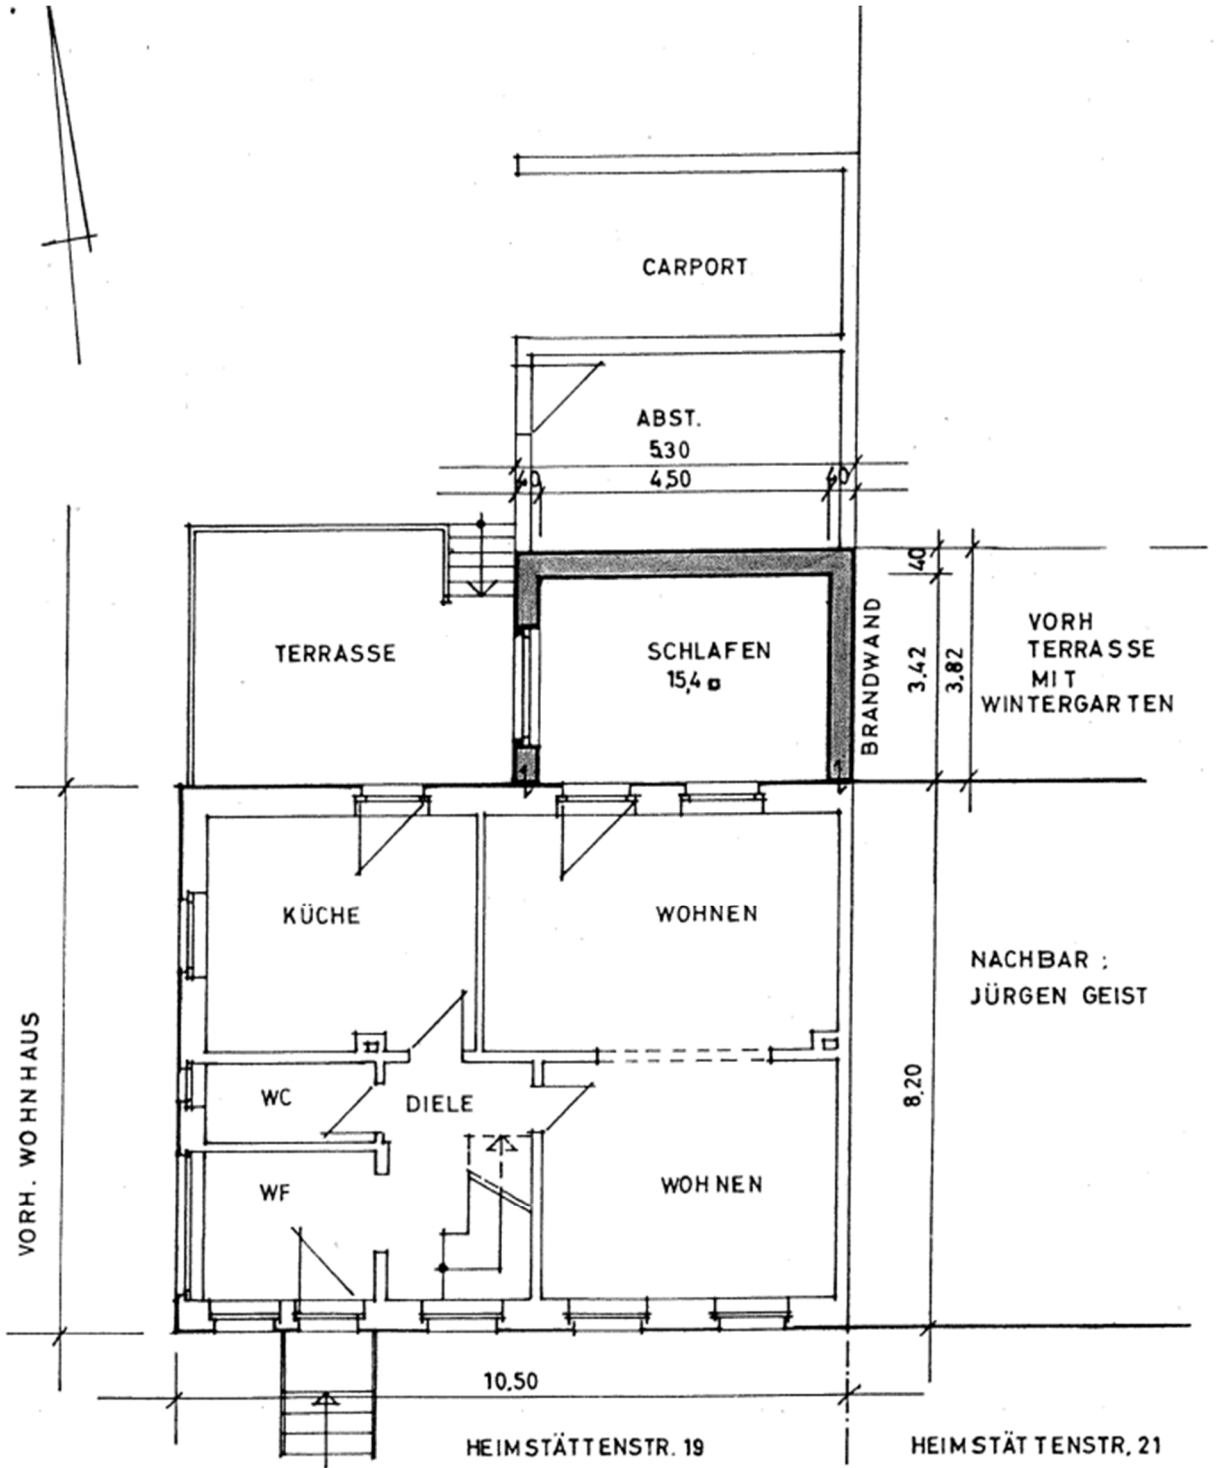 CARPORT
ABST.
5.30
4,50
40
40
40
TERRASSE
SCHLAFEN
15,4
BRANDWAND
3,42
3,82
VORH
TERRASSE
MIT
WINTERGARTEN
KÜCHE
WOHNEN
NACHBAR :
JÜRGEN GEIST
VORH. WOHNHAUS
WC
DIELE
8,20
WF
WOHNEN
10,50
HEIMSTÄTTENSTR. 19
HEIMSTÄTTENSTR. 21